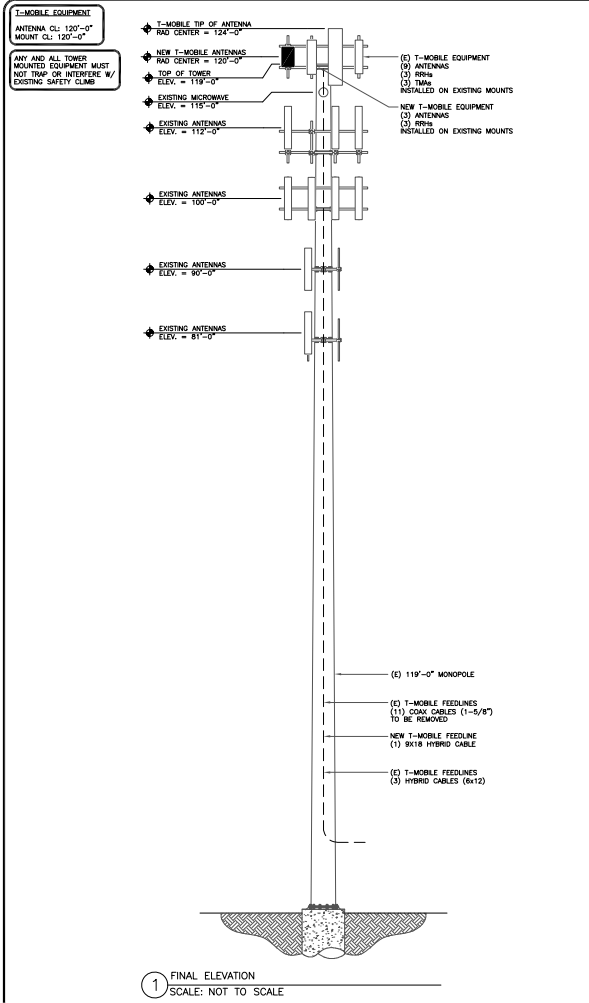 T-MOBILE EQUIPMENT
ANTENNA CL: 120'-0"
MOUNT CL: 120'-0"
ANY AND ALL TOWER
MOUNTED EQUIPMENT MUST
NOT TRAP OR INTERFERE W/
EXISTING SAFETY CLIMB
T-MOBILE TIP OF ANTENNA
RAD CENTER = 124'-0"
NEW T-MOBILE ANTENNAS
RAD CENTER = 120'-0"
TOP OF TOWER
ELEV. = 119'-0"
EXISTING MICROWAVE
ELEV. = 115'-0"
EXISTING ANTENNAS
ELEV. = 112'-0"
EXISTING ANTENNAS
ELEV. = 100'-0"
EXISTING ANTENNAS
ELEV. = 90'-0"
EXISTING ANTENNAS
ELEV. = 81'-0"
(E) T-MOBILE EQUIPMENT
(9) ANTENNAS
(3) RRHs
(3) TMAs
INSTALLED ON EXISTING MOUNTS
NEW T-MOBILE EQUIPMENT
(3) ANTENNAS
(3) RRHs
INSTALLED ON EXISTING MOUNTS
(E) 119'-0" MONOPOLE
(E) T-MOBILE FEEDLINES
(11) COAX CABLES (1-5/8")
TO BE REMOVED
NEW T-MOBILE FEEDLINE
(1) 9X18 HYBRID CABLE
(E) T-MOBILE FEEDLINES
(3) HYBRID CABLES (6x12)
1 FINAL ELEVATION
SCALE: NOT TO SCALE